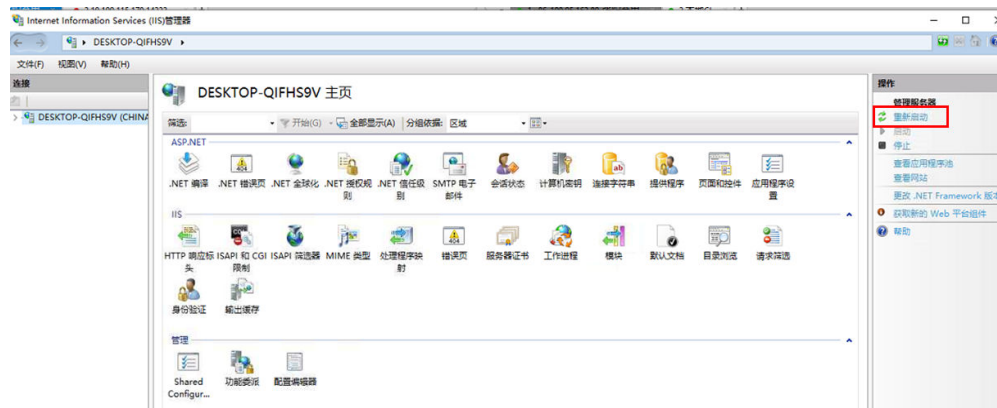 Internet Information Services (IIS)管理器
DESKTOP-QIFHS9V
文件(F) 视图(V) 帮助(H)
连接
DESKTOP-QIFHS9V (CHINA
DESKTOP-QIFHS9V 主页
筛选: 开始(G) 全部显示(A) 分组依据: 区域
ASP.NET
.NET 编译 .NET 错误页 .NET 全球化 .NET 授权规则 .NET 信任级别 SMTP 电子邮件 会话状态 计算机密钥 连接字符串 提供程序 页面和控件 应用程序设置
IIS
HTTP 响应标头 ISAPI 和 CGI 限制 ISAPI 筛选器 MIME 类型 处理程序映射 错误页 服务器证书 工作进程 模块 默认文档 目录浏览 请求筛选
身份验证 输出缓存
管理
Shared Configur... 功能委派 配置编辑器
操作
管理服务器
重新启动
启动
停止
查看应用程序池
查看网站
更改 .NET Framework 版本
获取新的 Web 平台组件
帮助